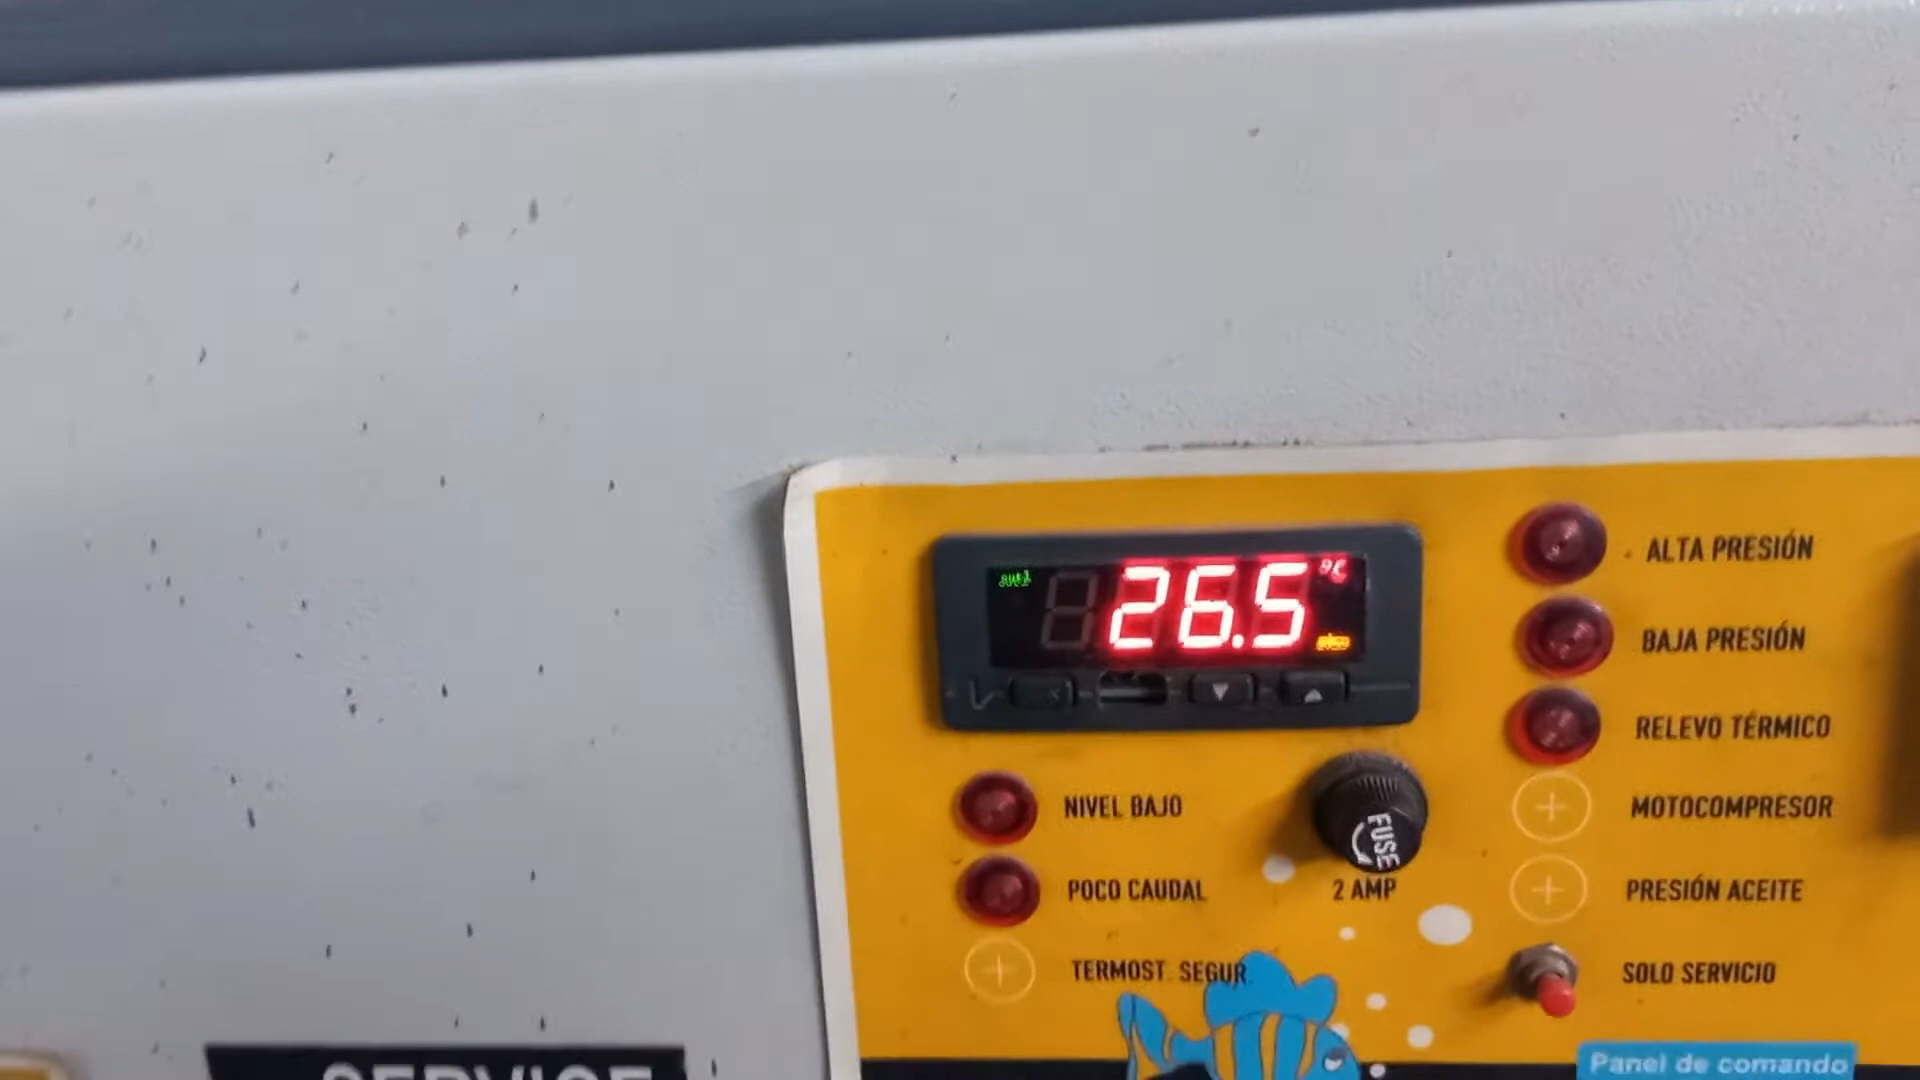 out1
26.5
°C
ALTA PRESIÓN
BAJA PRESIÓN
RELEVO TÉRMICO
NIVEL BAJO
MOTOCOMPRESOR
FUSE
POCO CAUDAL
2 AMP
PRESIÓN ACEITE
TERMOST. SEGUR.
SOLO SERVICIO
SERVICE
Panel de comando